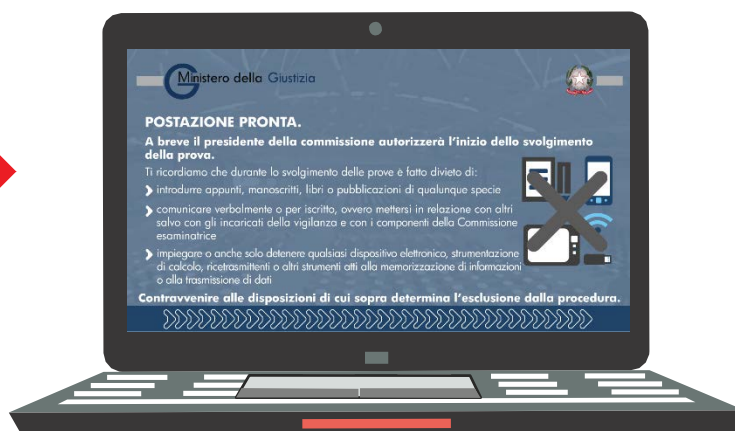 Ministero della Giustizia
POSTAZIONE PRONTA.
A breve il presidente della commissione autorizzerà l'inizio dello svolgimento
della prova.
Ti ricordiamo che durante lo svolgimento delle prove è fatto divieto di:
introdurre appunti, manoscritti, libri o pubblicazioni di qualunque specie
comunicare verbalmente o per iscritto, ovvero mettersi in relazione con altri
salvo con gli incaricati della vigilanza e con i componenti della Commissione
esaminatrice
impiegare o anche solo detenere qualsiasi dispositivo elettronico, strumentazione
di calcolo, ricetrasmittenti o altri strumenti atti alla memorizzazione di informazioni
o alla trasmissione di dati
Contravvenire alle disposizioni di cui sopra determina l'esclusione dalla procedura.